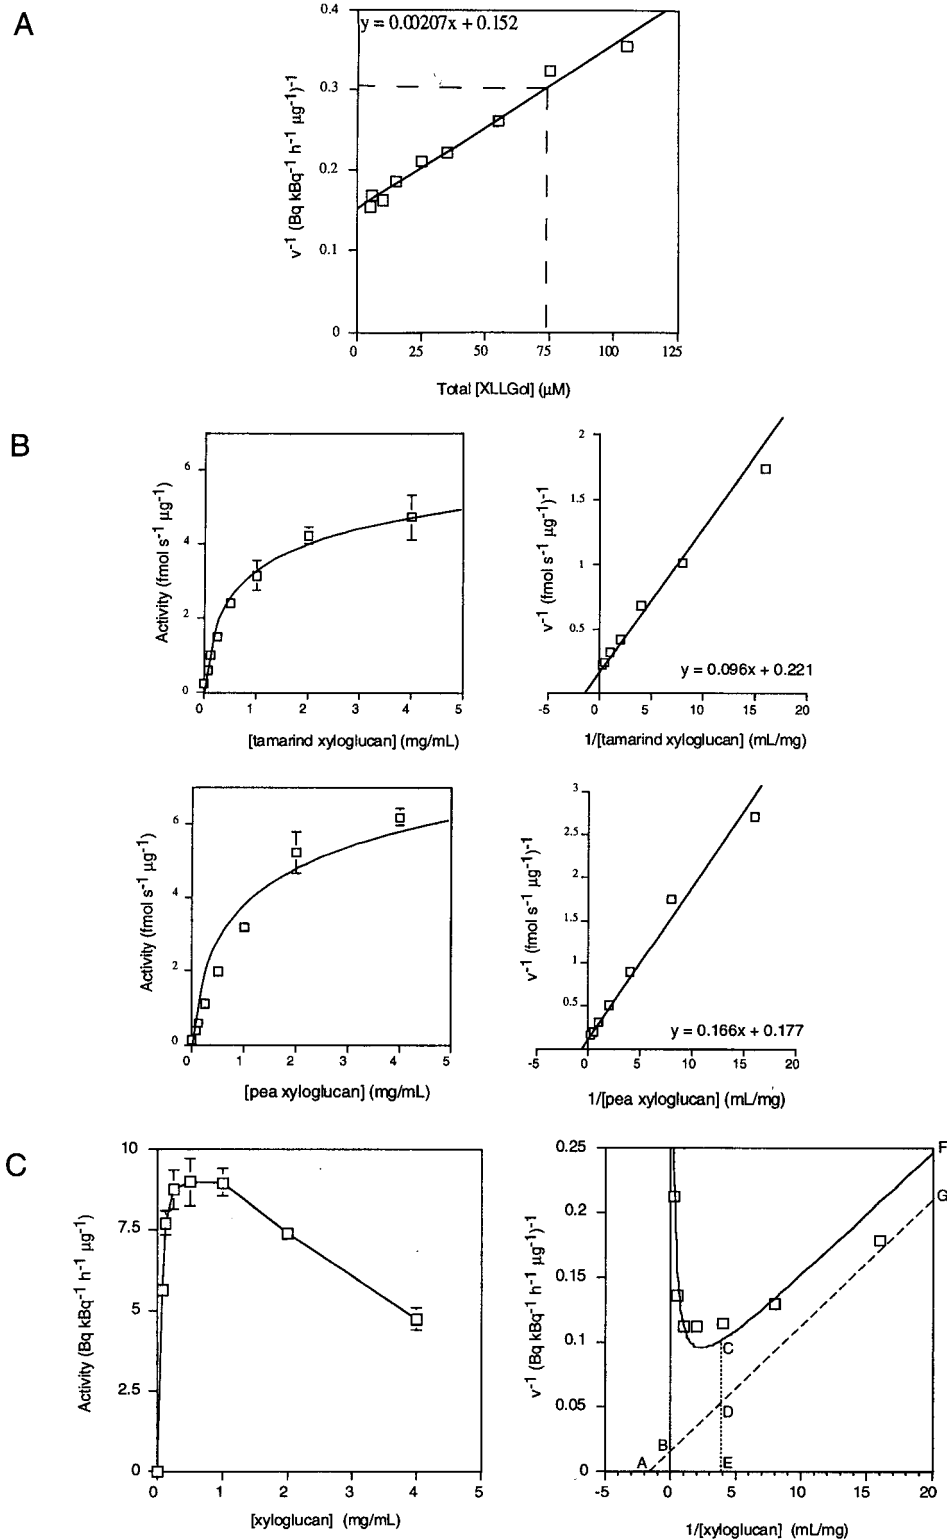 A
y = 0.00207x + 0.152
0.4
0.3
0.2
0.1
0
v⁻¹ (Bq kBq⁻¹ h⁻¹ μg⁻¹)⁻¹
0 25 50 75 100 125
Total [XLLGol] (μM)
B
6
4
2
0
Activity (fmol s⁻¹ μg⁻¹)
0 1 2 3 4 5
[tamarind xyloglucan] (mg/mL)
2
1.5
1
0.5
v⁻¹ (fmol s⁻¹ μg⁻¹)⁻¹
y = 0.096x + 0.221
-5 0 5 10 15 20
1/[tamarind xyloglucan] (mL/mg)
6
4
2
0
Activity (fmol s⁻¹ μg⁻¹)
0 1 2 3 4 5
[pea xyloglucan] (mg/mL)
3
2.5
2
1.5
1
0.5
v⁻¹ (fmol s⁻¹ μg⁻¹)⁻¹
y = 0.166x + 0.177
-5 0 5 10 15 20
1/[pea xyloglucan] (mL/mg)
C
10
7.5
5
2.5
0
Activity (Bq kBq⁻¹ h⁻¹ μg⁻¹)
0 1 2 3 4 5
[xyloglucan] (mg/mL)
0.25
0.2
0.15
0.1
0.05
0
v⁻¹ (Bq kBq⁻¹ h⁻¹ μg⁻¹)⁻¹
F
G
C
D
B
A
E
-5 0 5 10 15 20
1/[xyloglucan] (mL/mg)